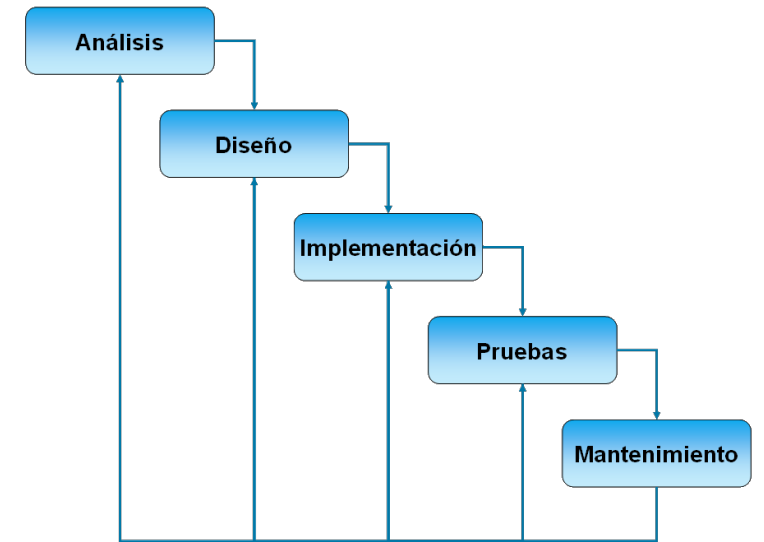 Análisis
Diseño
Implementación
Pruebas
Mantenimiento